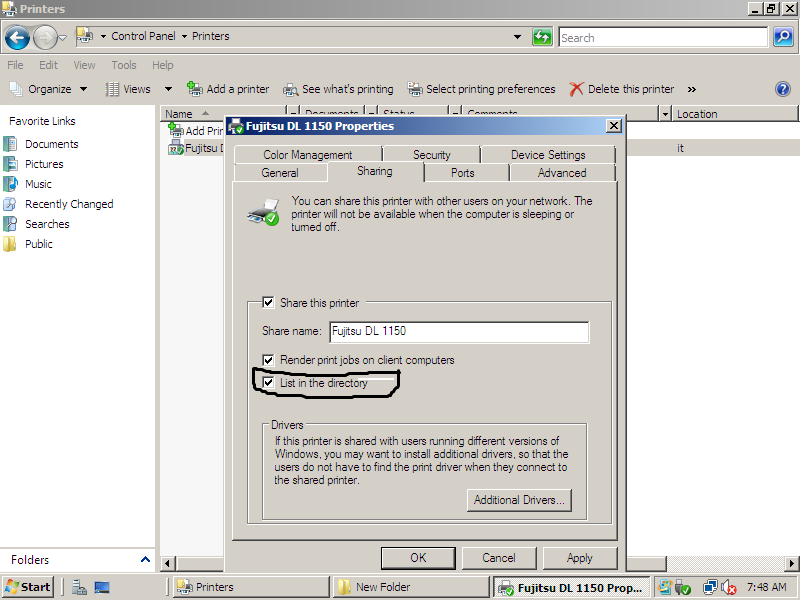 Printers
Control Panel ▸ Printers
Search
File Edit View Tools Help
Organize Views Add a printer See what's printing Select printing preferences Delete this printer »
Favorite Links
Documents
Pictures
Music
Recently Changed
Searches
Public
Folders
Name Documents Status Comments Location
Add Prin
Fujitsu D it
Fujitsu DL 1150 Properties
Color Management Security Device Settings
General Sharing Ports Advanced
You can share this printer with other users on your network. The
printer will not be available when the computer is sleeping or
turned off.
Share this printer
Share name: Fujitsu DL 1150
Render print jobs on client computers
List in the directory
Drivers
If this printer is shared with users running different versions of
Windows, you may want to install additional drivers, so that the
users do not have to find the print driver when they connect to
the shared printer.
Additional Drivers...
OK Cancel Apply
Start Printers New Folder Fujitsu DL 1150 Prop... 7:48 AM